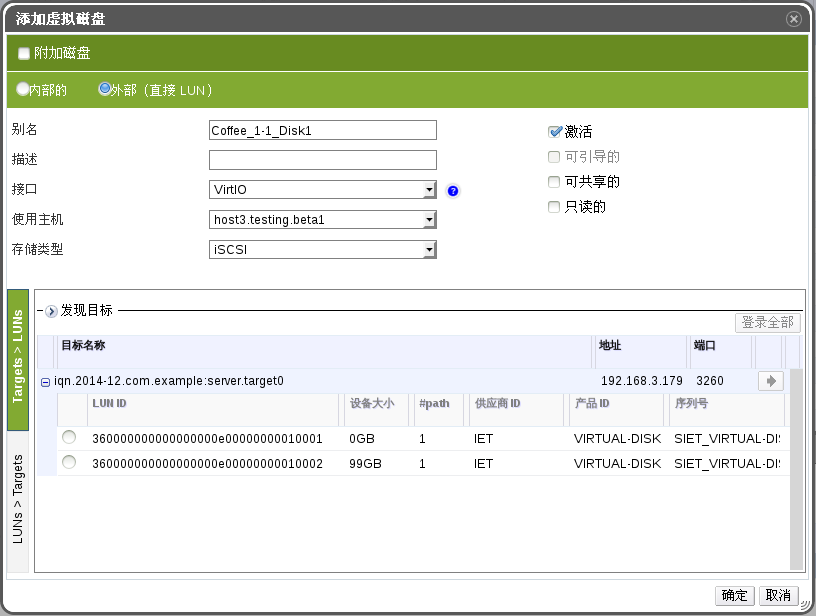 添加虚拟磁盘
附加磁盘
内部的 外部（直接 LUN）
别名 Coffee_1-1_Disk1 激活
描述 可引导的
接口 VirtIO ? 可共享的
使用主机 host3.testing.beta1 只读的
存储类型 iSCSI
Targets > LUNs
LUNs > Targets
发现目标
登录全部
目标名称 地址 端口
iqn.2014-12.com.example:server.target0 192.168.3.179 3260
LUN ID 设备大小 #path 供应商 ID 产品 ID 序列号
360000000000000000e00000000010001 0GB 1 IET VIRTUAL-DISK SIET_VIRTUAL-DIS
360000000000000000e00000000010002 99GB 1 IET VIRTUAL-DISK SIET_VIRTUAL-DIS
确定 取消